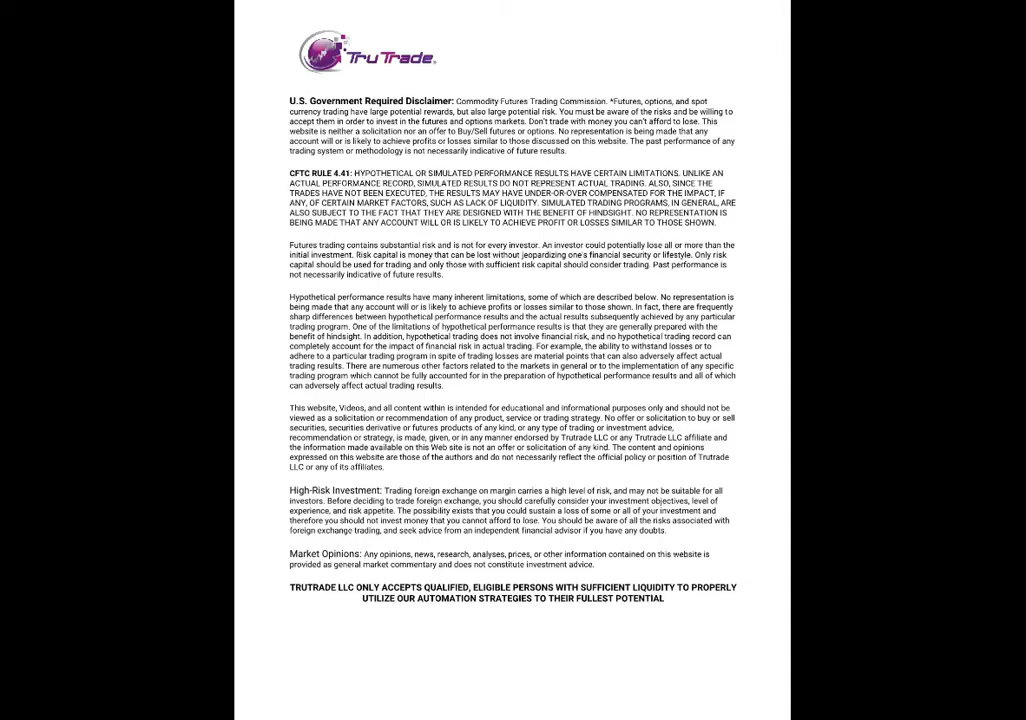 TruTrade
U.S. Government Required Disclaimer: Commodity Futures Trading Commission. *Futures, options, and spot
currency trading have large potential rewards, but also large potential risk. You must be aware of the risks and be willing to
accept them in order to invest in the futures and options markets. Don't trade with money you can't afford to lose. This
website is neither a solicitation nor an offer to Buy/Sell futures or options. No representation is being made that any
account will or is likely to achieve profits or losses similar to those discussed on this website. The past performance of any
trading system or methodology is not necessarily indicative of future results.
CFTC RULE 4.41: HYPOTHETICAL OR SIMULATED PERFORMANCE RESULTS HAVE CERTAIN LIMITATIONS. UNLIKE AN
ACTUAL PERFORMANCE RECORD, SIMULATED RESULTS DO NOT REPRESENT ACTUAL TRADING. ALSO, SINCE THE
TRADES HAVE NOT BEEN EXECUTED, THE RESULTS MAY HAVE UNDER-OR-OVER COMPENSATED FOR THE IMPACT, IF
ANY, OF CERTAIN MARKET FACTORS, SUCH AS LACK OF LIQUIDITY. SIMULATED TRADING PROGRAMS, IN GENERAL, ARE
ALSO SUBJECT TO THE FACT THAT THEY ARE DESIGNED WITH THE BENEFIT OF HINDSIGHT. NO REPRESENTATION IS
BEING MADE THAT ANY ACCOUNT WILL OR IS LIKELY TO ACHIEVE PROFIT OR LOSSES SIMILAR TO THOSE SHOWN.
Futures trading contains substantial risk and is not for every investor. An investor could potentially lose all or more than the
initial investment. Risk capital is money that can be lost without jeopardizing one's financial security or lifestyle. Only risk
capital should be used for trading and only those with sufficient risk capital should consider trading. Past performance is
not necessarily indicative of future results.
Hypothetical performance results have many inherent limitations, some of which are described below. No representation is
being made that any account will or is likely to achieve profits or losses similar to those shown. In fact, there are frequently
sharp differences between hypothetical performance results and the actual results subsequently achieved by any particular
trading program. One of the limitations of hypothetical performance results is that they are generally prepared with the
benefit of hindsight. In addition, hypothetical trading does not involve financial risk, and no hypothetical trading record can
completely account for the impact of financial risk in actual trading. For example, the ability to withstand losses or to
adhere to a particular trading program in spite of trading losses are material points that can also adversely affect actual
trading results. There are numerous other factors related to the markets in general or to the implementation of any specific
trading program which cannot be fully accounted for in the preparation of hypothetical performance results and all of which
can adversely affect actual trading results.
This website, Videos, and all content within is intended for educational and informational purposes only and should not be
viewed as a solicitation or recommendation of any product, service or trading strategy. No offer or solicitation to buy or sell
securities, securities derivative or futures products of any kind, or any type of trading or investment advice,
recommendation or strategy, is made, given, or in any manner endorsed by Trutrade LLC or any Trutrade LLC affiliate and
the information made available on this Web site is not an offer or solicitation of any kind. The content and opinions
expressed on this website are those of the authors and do not necessarily reflect the official policy or position of Trutrade
LLC or any of its affiliates.
High-Risk Investment: Trading foreign exchange on margin carries a high level of risk, and may not be suitable for all
investors. Before deciding to trade foreign exchange, you should carefully consider your investment objectives, level of
experience, and risk appetite. The possibility exists that you could sustain a loss of some or all of your investment and
therefore you should not invest money that you cannot afford to lose. You should be aware of all the risks associated with
foreign exchange trading, and seek advice from an independent financial advisor if you have any doubts.
Market Opinions: Any opinions, news, research, analyses, prices, or other information contained on this website is
provided as general market commentary and does not constitute investment advice.
TRUTRADE LLC ONLY ACCEPTS QUALIFIED, ELIGIBLE PERSONS WITH SUFFICIENT LIQUIDITY TO PROPERLY
UTILIZE OUR AUTOMATION STRATEGIES TO THEIR FULLEST POTENTIAL